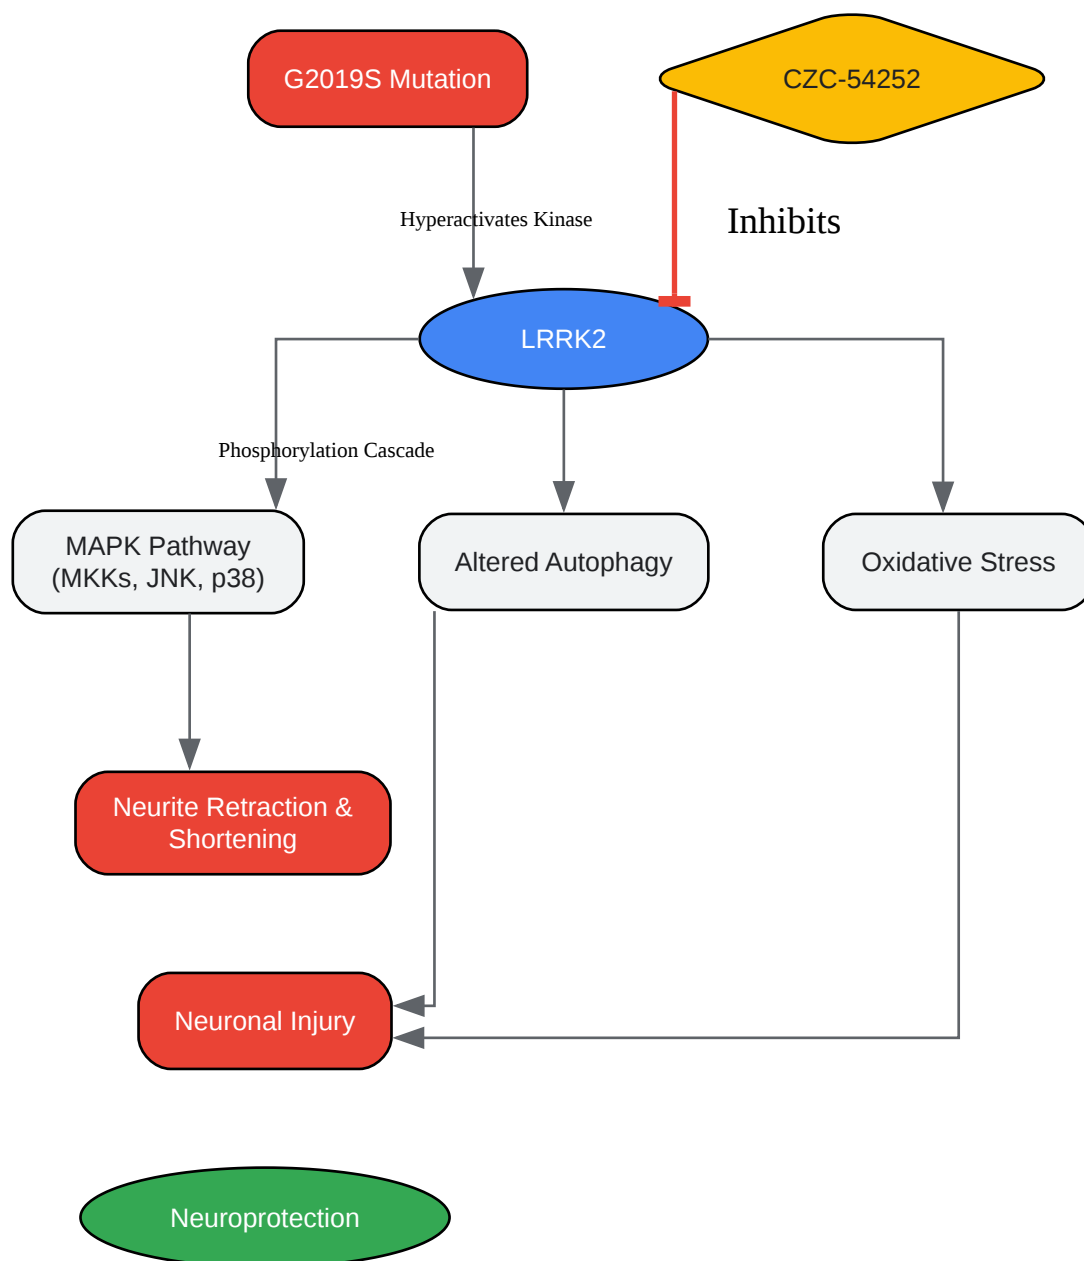 G2019S Mutation
CZC-54252
Hyperactivates Kinase
Inhibits
LRRK2
Phosphorylation Cascade
MAPK Pathway
(MKKs, JNK, p38)
Altered Autophagy
Oxidative Stress
Neurite Retraction &
Shortening
Neuronal Injury
Neuroprotection